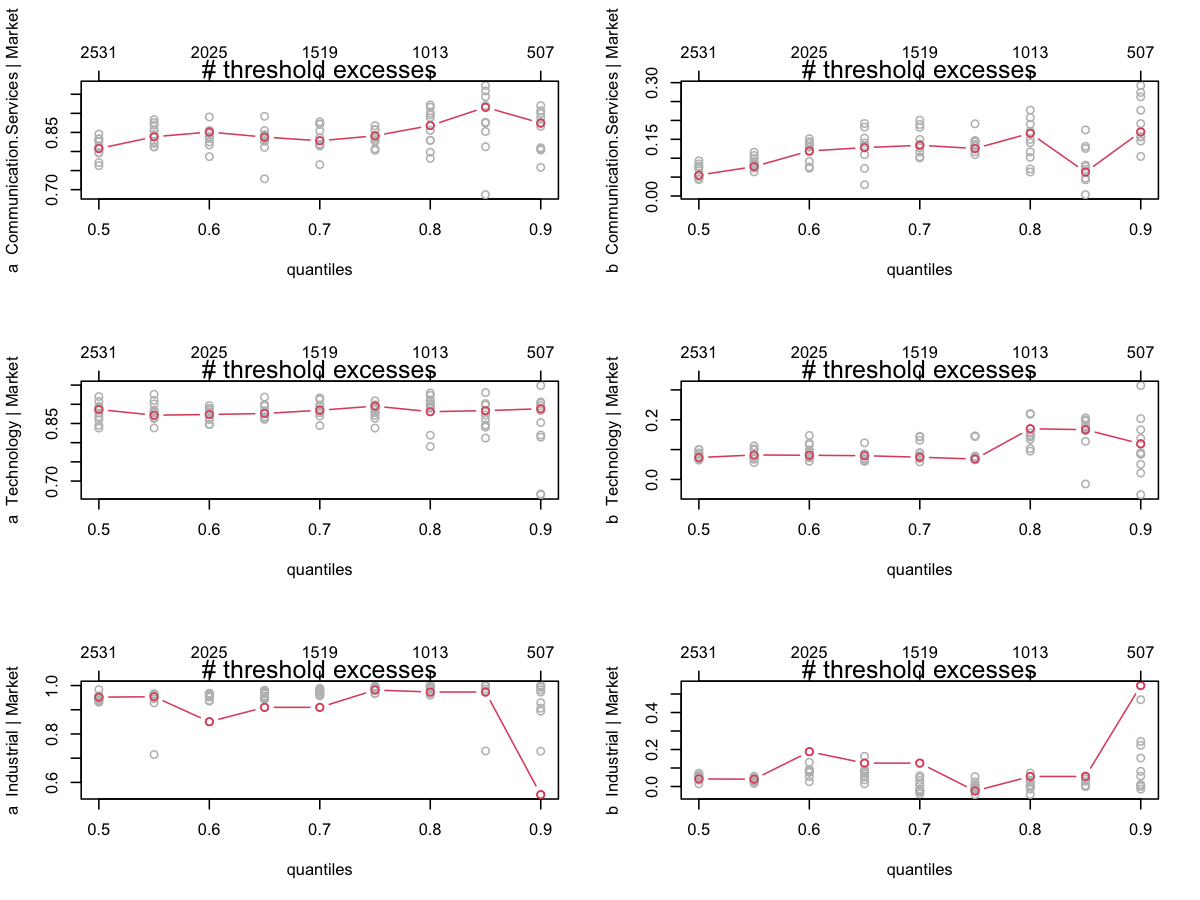 2531 2025 1519 1013 507
# threshold excesses
a Communication.Services | Market
0.70 0.85
0.5 0.6 0.7 0.8 0.9
quantiles
2531 2025 1519 1013 507
# threshold excesses
b Communication.Services | Market
0.00 0.15 0.30
0.5 0.6 0.7 0.8 0.9
quantiles
2531 2025 1519 1013 507
# threshold excesses
a Technology | Market
0.70 0.85
0.5 0.6 0.7 0.8 0.9
quantiles
2531 2025 1519 1013 507
# threshold excesses
b Technology | Market
0.0 0.2
0.5 0.6 0.7 0.8 0.9
quantiles
2531 2025 1519 1013 507
# threshold excesses
a Industrial | Market
0.6 0.8 1.0
0.5 0.6 0.7 0.8 0.9
quantiles
2531 2025 1519 1013 507
# threshold excesses
b Industrial | Market
0.0 0.2 0.4
0.5 0.6 0.7 0.8 0.9
quantiles